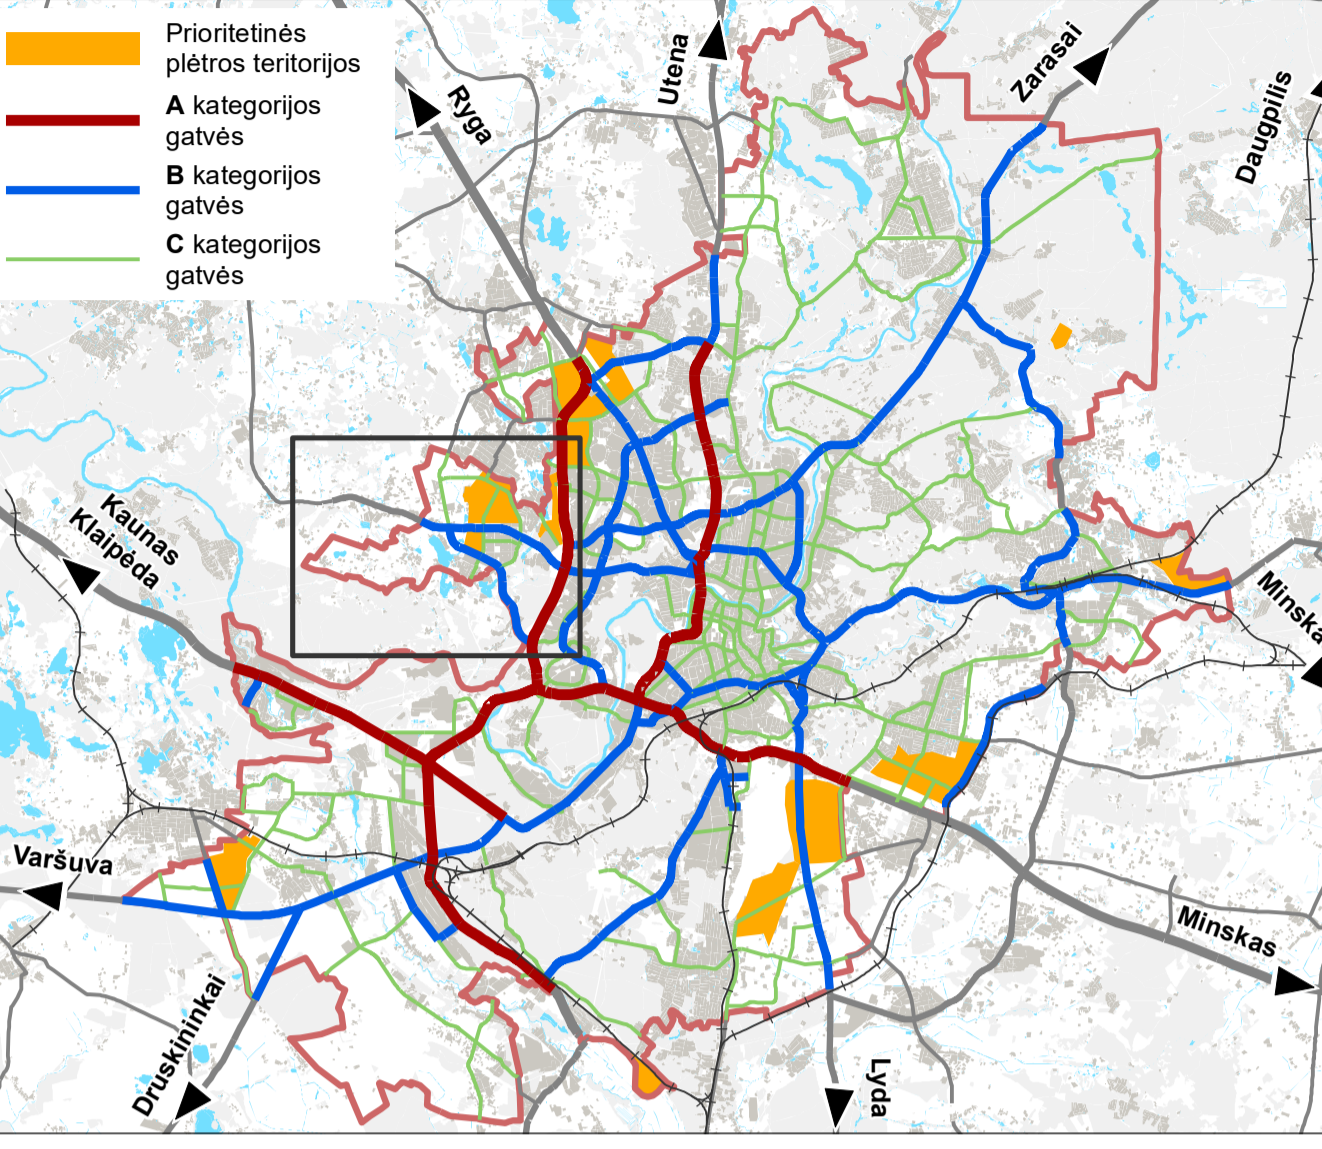 Prioritetinės
plėtros teritorijos
A kategorijos
gatvės
B kategorijos
gatvės
C kategorijos
gatvės
Ryga
Utena
Zarasai
Daugpilis
Kaunas
Klaipėda
Minska
Varšuva
Druskininkai
Lyda
Minskas